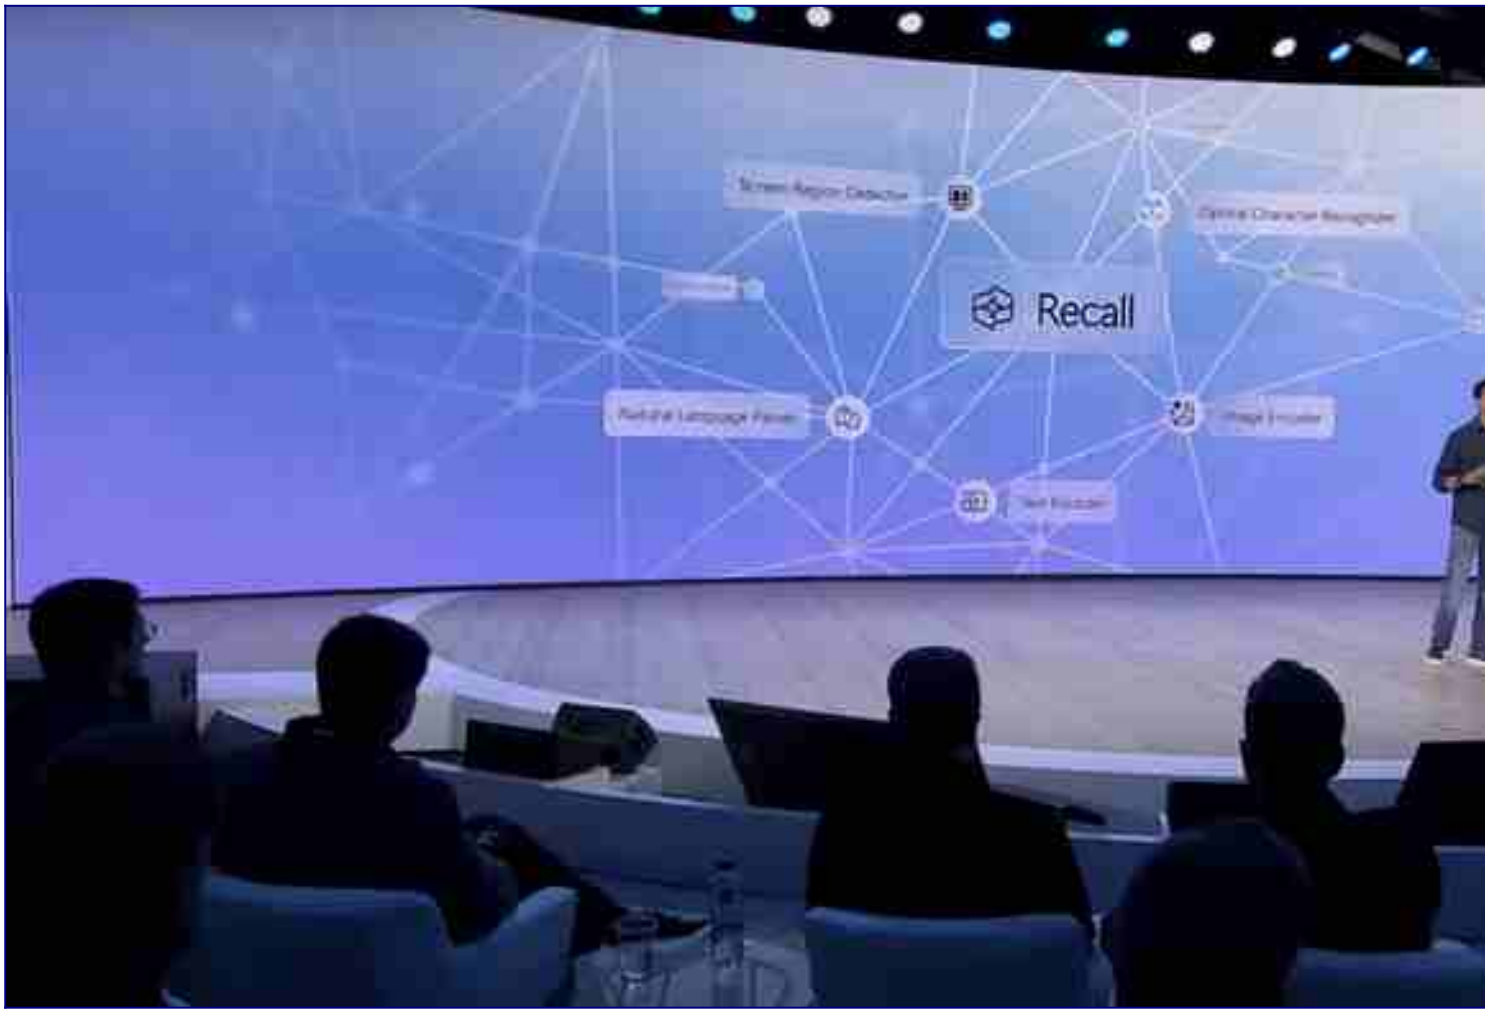 Screen Region Detector
Optical Character Recognizer
Recall
Natural Language Parser
Image Encoder
Text Encoder